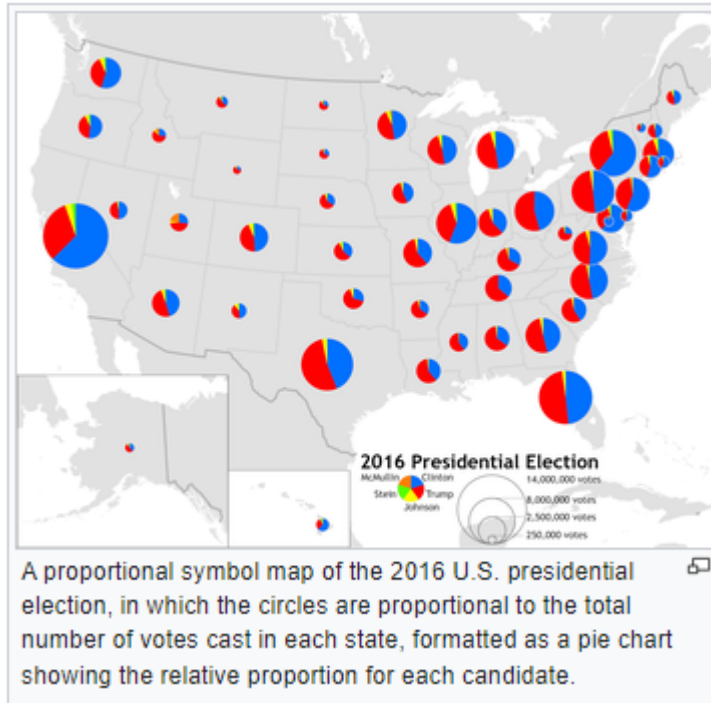 2016 Presidential Election
McMullin Clinton
Stein Trump
Johnson
14,000,000 votes
8,000,000 votes
2,500,000 votes
250,000 votes
A proportional symbol map of the 2016 U.S. presidential
election, in which the circles are proportional to the total
number of votes cast in each state, formatted as a pie chart
showing the relative proportion for each candidate.